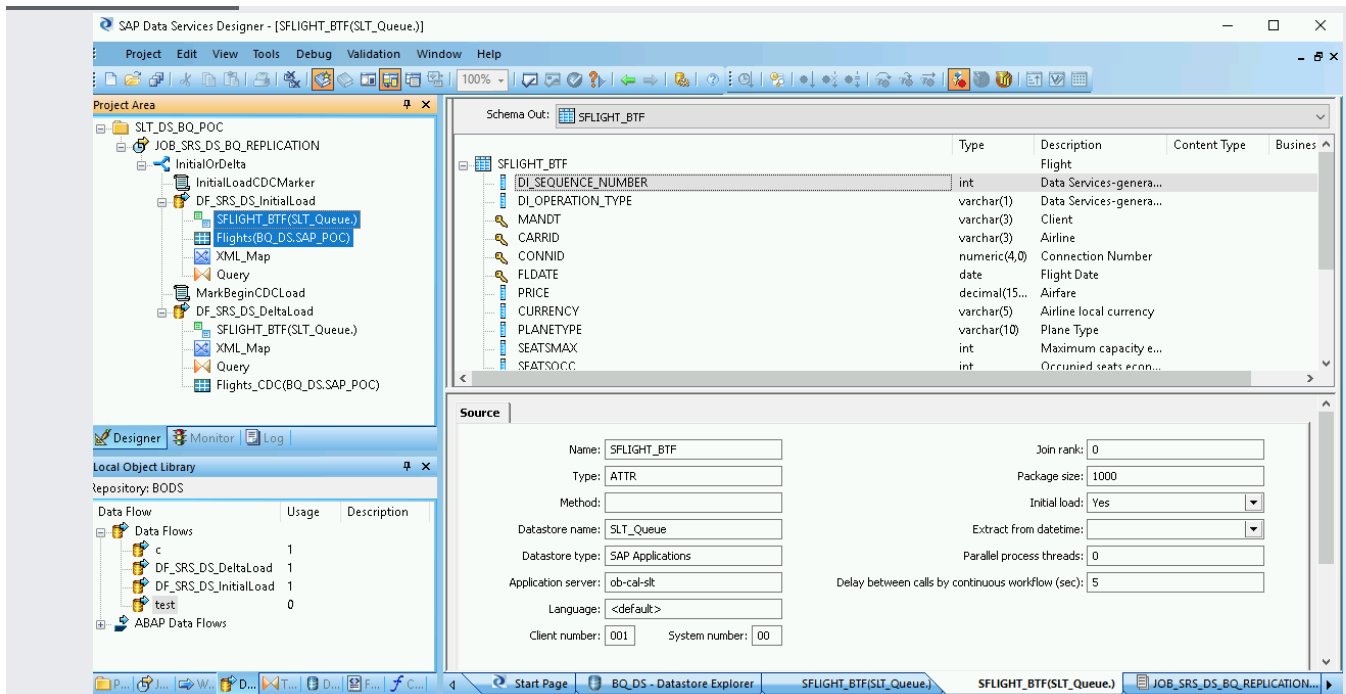 SAP Data Services Designer - [SFLIGHT_BTF(SLT_Queue.)]
Project Edit View Tools Debug Validation Window Help
100%
Project Area
SLT_DS_BQ_POC
JOB_SRS_DS_BQ_REPLICATION
InitialOrDelta
InitialLoadCDCMarker
DF_SRS_DS_InitialLoad
SFLIGHT_BTF(SLT_Queue.)
Flights(BQ_DS.SAP_POC)
XML_Map
Query
MarkBeginCDCLoad
DF_SRS_DS_DeltaLoad
SFLIGHT_BTF(SLT_Queue.)
XML_Map
Query
Flights_CDC(BQ_DS.SAP_POC)
Designer Monitor Log
Local Object Library
Repository: BODS
Data Flow Usage Description
Data Flows
c 1
DF_SRS_DS_DeltaLoad 1
DF_SRS_DS_InitialLoad 1
test 0
ABAP Data Flows
P... J... W... D... T... D... F... C...
Schema Out: SFLIGHT_BTF
Type Description Content Type Busines
SFLIGHT_BTF Flight
DI_SEQUENCE_NUMBER int Data Services-genera...
DI_OPERATION_TYPE varchar(1) Data Services-genera...
MANDT varchar(3) Client
CARRID varchar(3) Airline
CONNID numeric(4,0) Connection Number
FLDATE date Flight Date
PRICE decimal(15... Airfare
CURRENCY varchar(5) Airline local currency
PLANETYPE varchar(10) Plane Type
SEATSMAX int Maximum capacity e...
SEATSOCC int Occupied seats econ...
Source
Name: SFLIGHT_BTF Join rank: 0
Type: ATTR Package size: 1000
Method: Initial load: Yes
Datastore name: SLT_Queue Extract from datetime:
Datastore type: SAP Applications Parallel process threads: 0
Application server: ob-cal-slt Delay between calls by continuous workflow (sec): 5
Language: <default>
Client number: 001 System number: 00
Start Page BQ_DS - Datastore Explorer SFLIGHT_BTF(SLT_Queue.) SFLIGHT_BTF(SLT_Queue.) JOB_SRS_DS_BQ_REPLICATION...